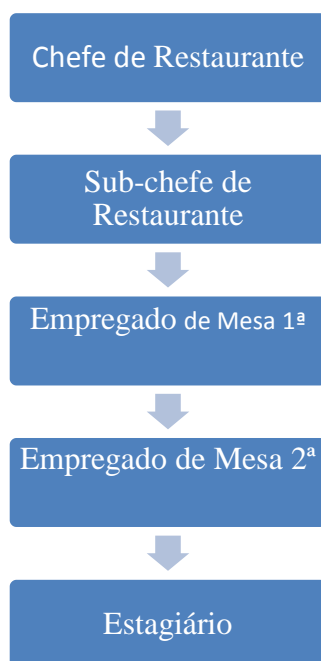 Chefe de Restaurante
Sub-chefe de
Restaurante
Empregado de Mesa 1ª
Empregado de Mesa 2ª
Estagiário